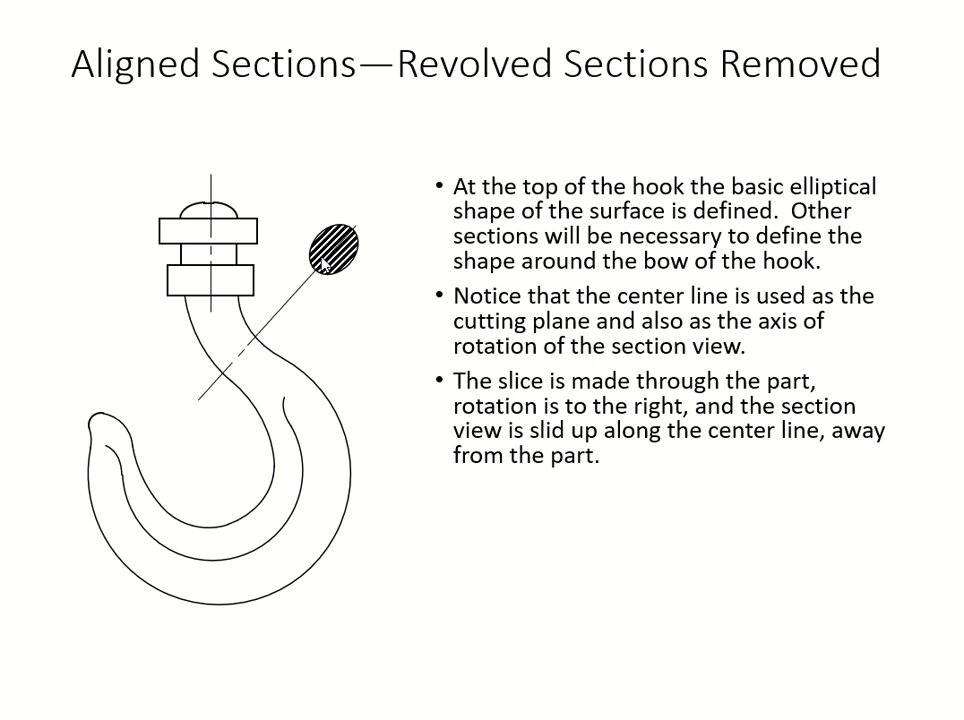 Aligned Sections—Revolved Sections Removed
• At the top of the hook the basic elliptical
shape of the surface is defined.  Other
sections will be necessary to define the
shape around the bow of the hook.
• Notice that the center line is used as the
cutting plane and also as the axis of
rotation of the section view.
• The slice is made through the part,
rotation is to the right, and the section
view is slid up along the center line, away
from the part.